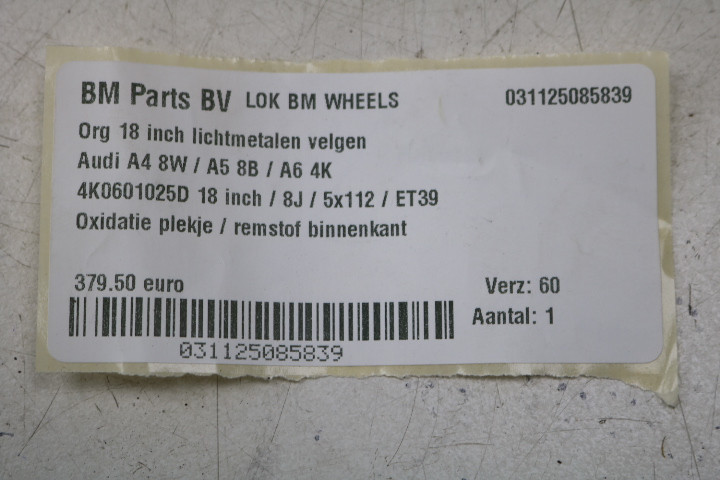 BM Parts BV LOK BM WHEELS 031125085839
Org 18 inch lichtmetalen velgen
Audi A4 8W / A5 8B / A6 4K
4K0601025D 18 inch / 8J / 5x112 / ET39
Oxidatie plekje / remstof binnenkant
379.50 euro Verz: 60
Aantal: 1
031125085839